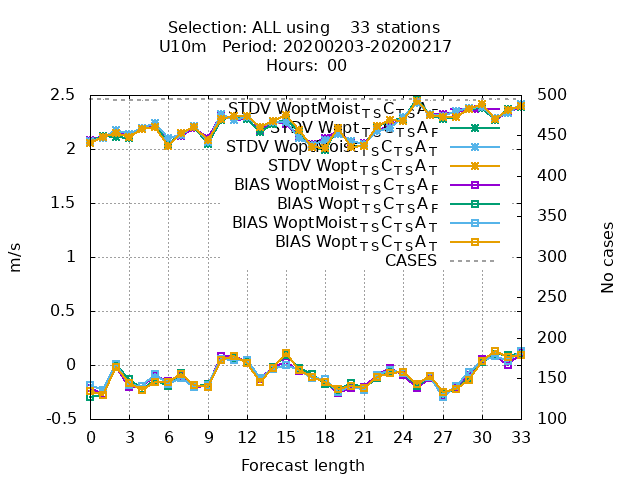 Selection: ALL using 33 stations
U10m Period: 20200203-20200217
Hours: 00
STDV WoptMoist_TSC_TSA_F
STDV Wopt_TSC_TSA_F
STDV WoptMoist_TSC_TSA_T
STDV Wopt_TSC_TSA_T
BIAS WoptMoist_TSC_TSA_F
BIAS Wopt_TSC_TSA_F
BIAS WoptMoist_TSC_TSA_T
BIAS Wopt_TSC_TSA_T
CASES
2.5
2
1.5
1
0.5
0
-0.5
m/s
500
450
400
350
300
250
200
150
100
No cases
0 3 6 9 12 15 18 21 24 27 30 33
Forecast length